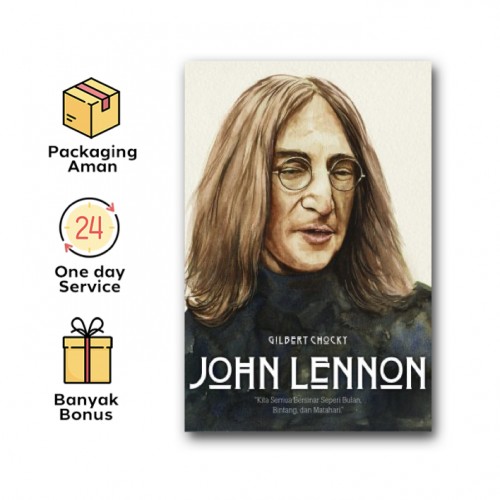 Packaging
Aman
24
One day
Service
Banyak
Bonus
GILBERT CHOCKY
JOHN LENNON
"Kita Semua Bersinar Seperti Bulan,
Bintang, dan Matahari."